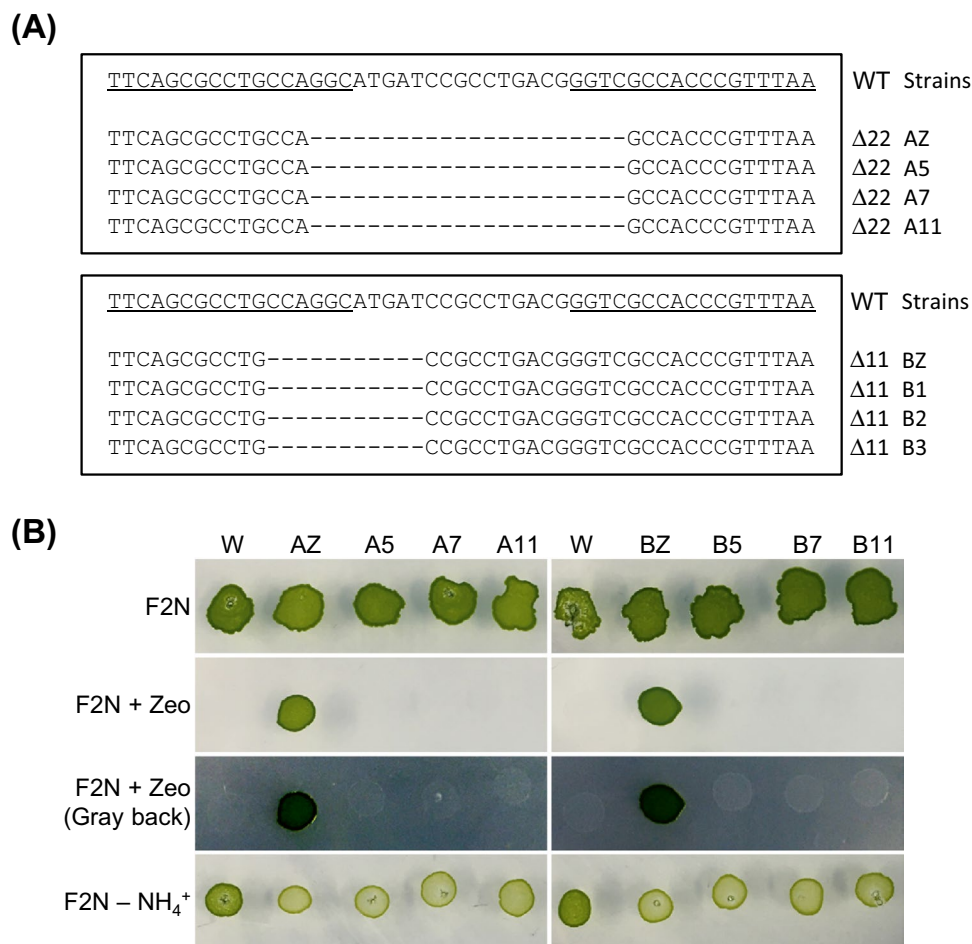 (A)
TTCAGCGCCTGCCAGGCATGATCCGCCTGACGGGTCGCCACCCGTTTAA WT Strains
TTCAGCGCCTGCCA----------------------GCCACCCGTTTAA Δ22 AZ
TTCAGCGCCTGCCA----------------------GCCACCCGTTTAA Δ22 A5
TTCAGCGCCTGCCA----------------------GCCACCCGTTTAA Δ22 A7
TTCAGCGCCTGCCA----------------------GCCACCCGTTTAA Δ22 A11
TTCAGCGCCTGCCAGGCATGATCCGCCTGACGGGTCGCCACCCGTTTAA WT Strains
TTCAGCGCCTG-----------CCGCCTGACGGGTCGCCACCCGTTTAA Δ11 BZ
TTCAGCGCCTG-----------CCGCCTGACGGGTCGCCACCCGTTTAA Δ11 B1
TTCAGCGCCTG-----------CCGCCTGACGGGTCGCCACCCGTTTAA Δ11 B2
TTCAGCGCCTG-----------CCGCCTGACGGGTCGCCACCCGTTTAA Δ11 B3
(B)
W AZ A5 A7 A11 W BZ B5 B7 B11
F2N
F2N + Zeo
F2N + Zeo
(Gray back)
F2N – NH₄⁺